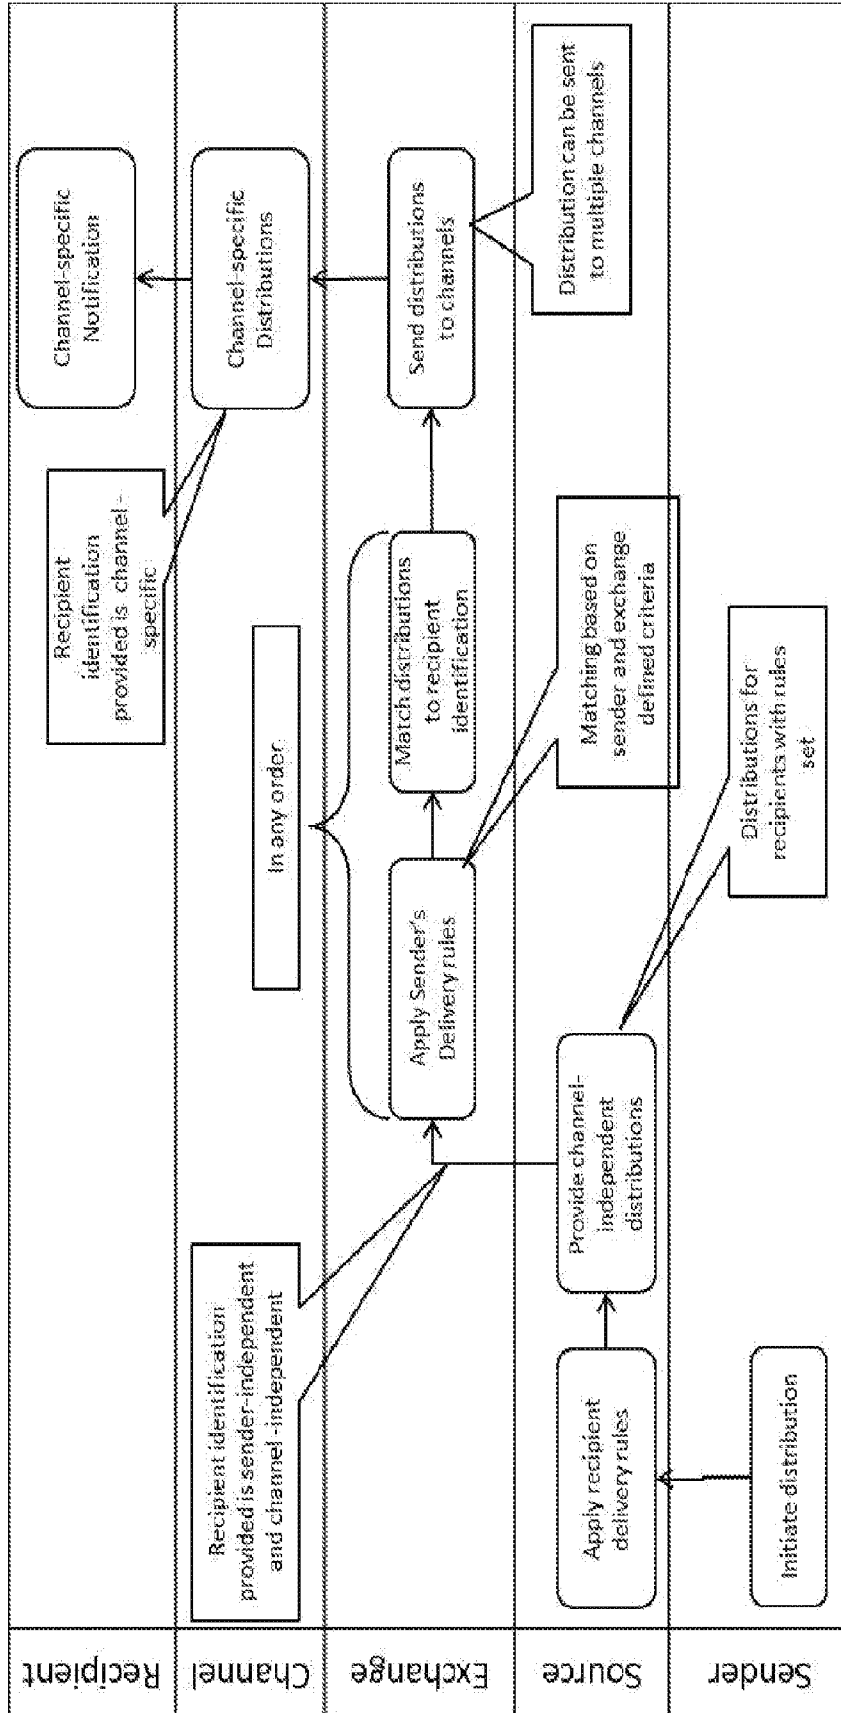 Recipient
Channel-specific
Notification
Recipient
identification
provided is channel -
specific
Channel
Channel-specific
Distributions
In any order
Recipient identification
provided is sender-independent
and channel -independent
Exchange
Apply Sender's
Delivery rules
Match distributions
to recipient
identification
Send distributions
to channels
Source
Apply recipient
delivery rules
Provide channel-
independent
distributions
Matching based on
sender and exchange
defined criteria
Distribution can be sent
to multiple channels
Sender
Initiate distribution
Distributions for
recipients with rules
set